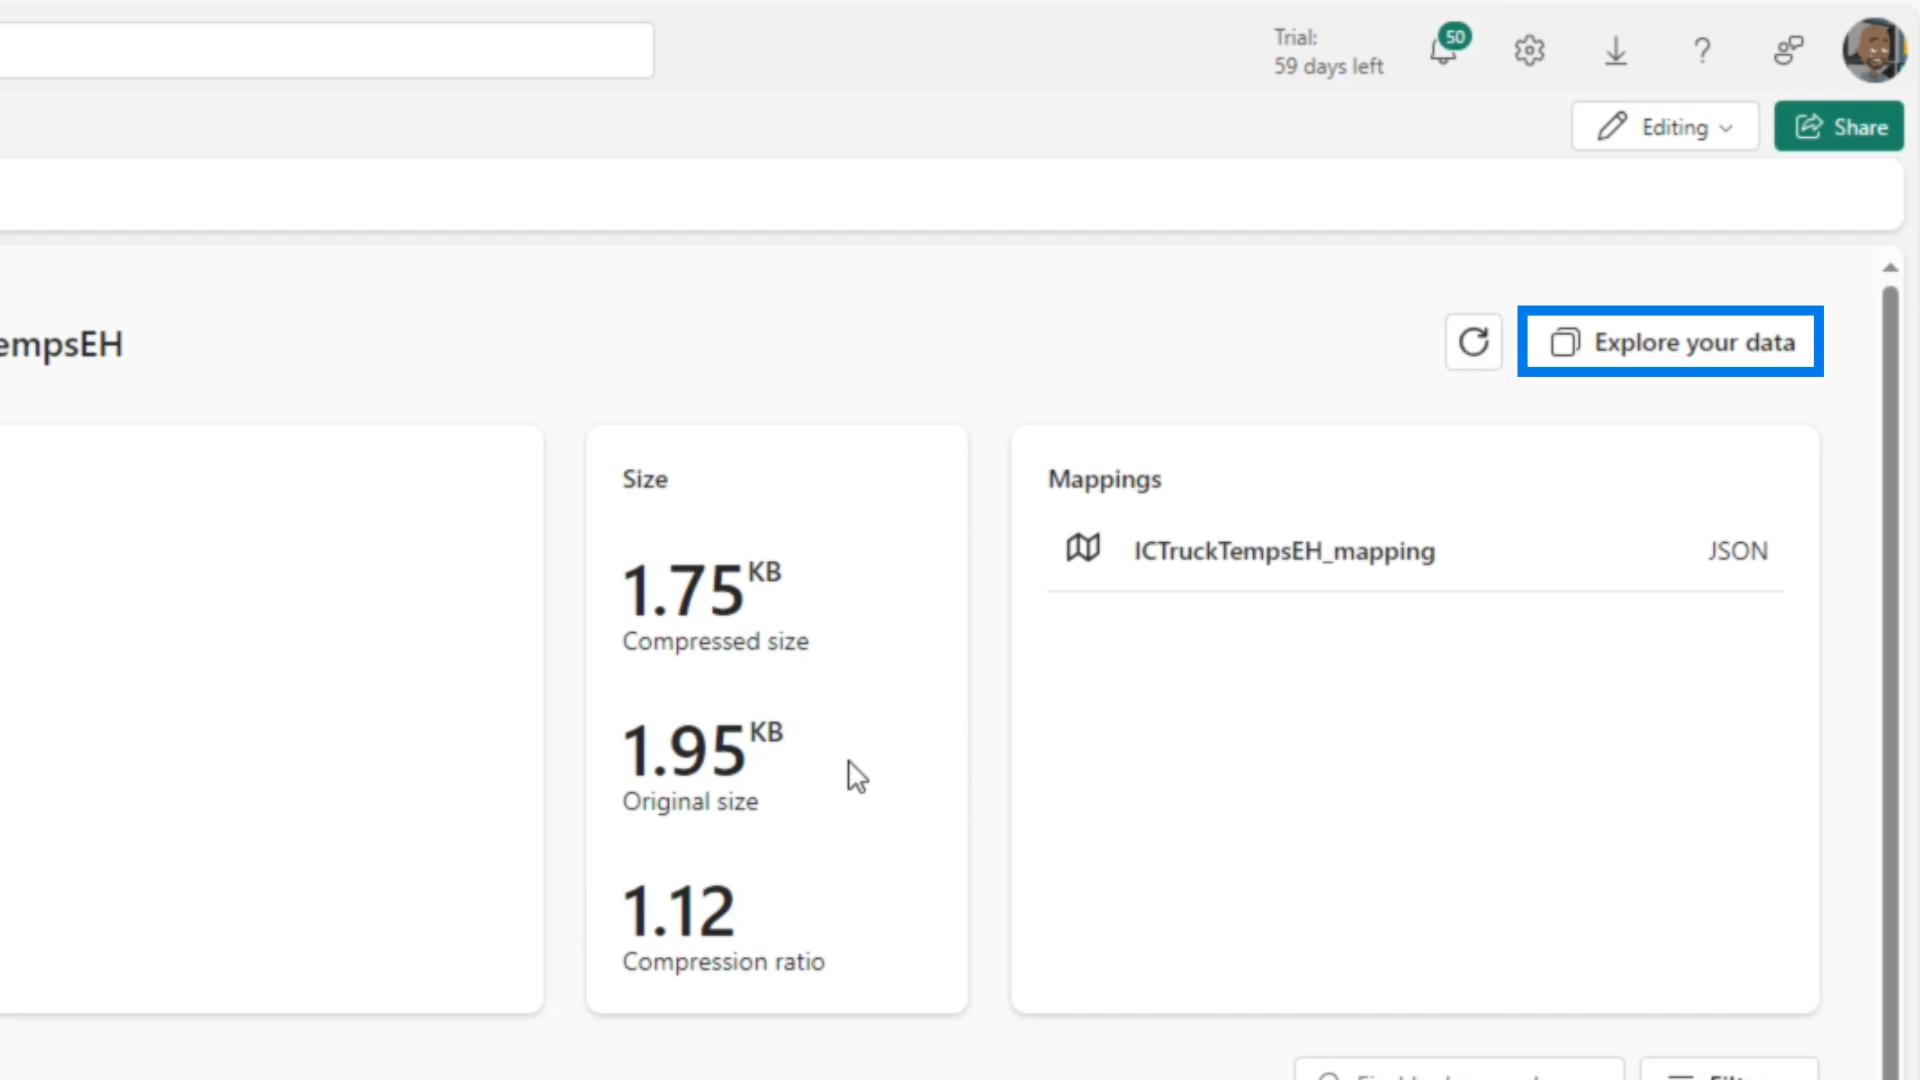 Trial:
59 days left
50
?
Editing
Share
empsEH
Explore your data
Size
1.75 KB
Compressed size
1.95 KB
Original size
1.12
Compression ratio
Mappings
ICTruckTempsEH_mapping JSON